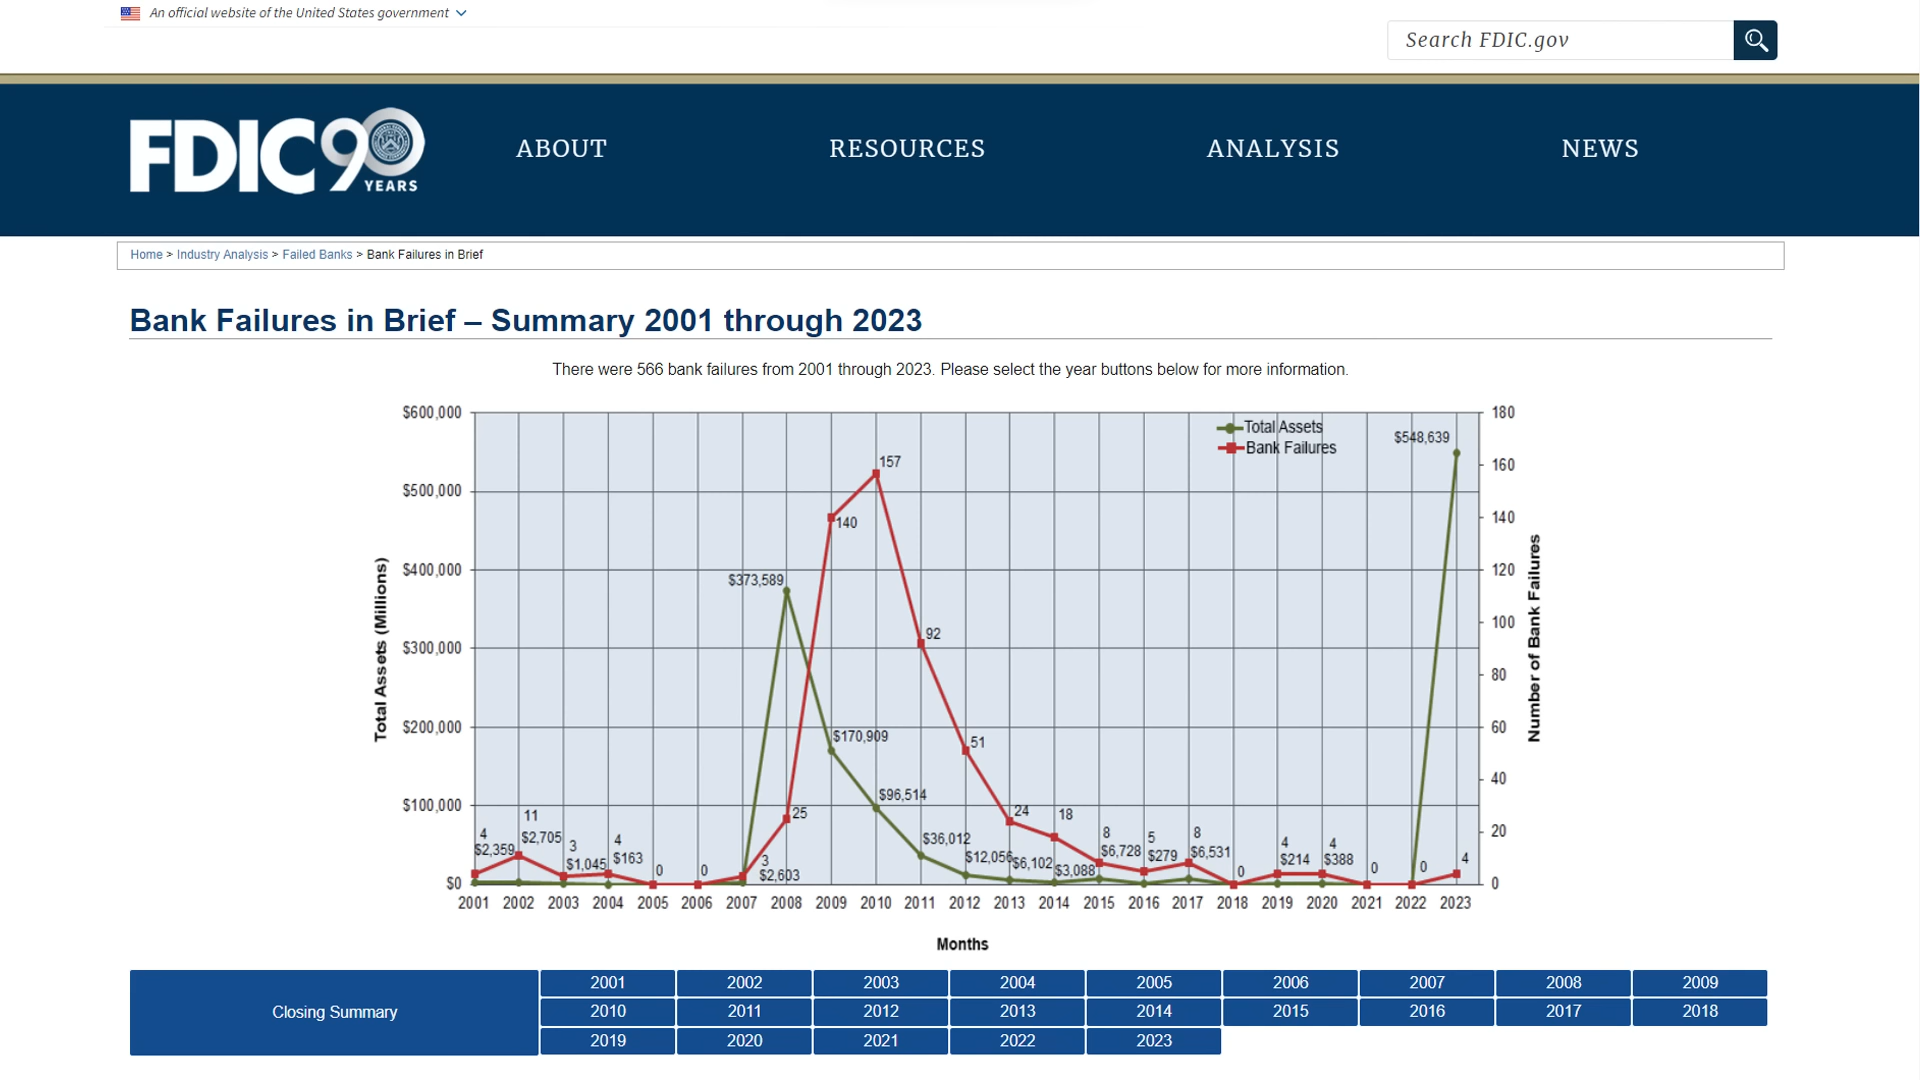 An official website of the United States government
Search FDIC.gov
FDIC 90 YEARS
ABOUT
RESOURCES
ANALYSIS
NEWS
Home > Industry Analysis > Failed Banks > Bank Failures in Brief
Bank Failures in Brief – Summary 2001 through 2023
There were 566 bank failures from 2001 through 2023. Please select the year buttons below for more information.
Total Assets (Millions)
$600,000
$500,000
$400,000
$300,000
$200,000
$100,000
$0
Total Assets
Bank Failures
4
$2,359
11
$2,705
3
$1,045
4
$163
0
0
3
$2,603
$373,589
25
140
$170,909
157
$96,514
92
$36,012
51
$12,056
24
$6,102
18
$3,088
8
$6,728
5
$279
8
$6,531
0
4
$214
4
$388
0
0
$548,639
4
180
160
140
120
100
80
60
40
20
0
Number of Bank Failures
2001 2002 2003 2004 2005 2006 2007 2008 2009 2010 2011 2012 2013 2014 2015 2016 2017 2018 2019 2020 2021 2022 2023
Months
Closing Summary
2001 2002 2003 2004 2005 2006 2007 2008 2009
2010 2011 2012 2013 2014 2015 2016 2017 2018
2019 2020 2021 2022 2023